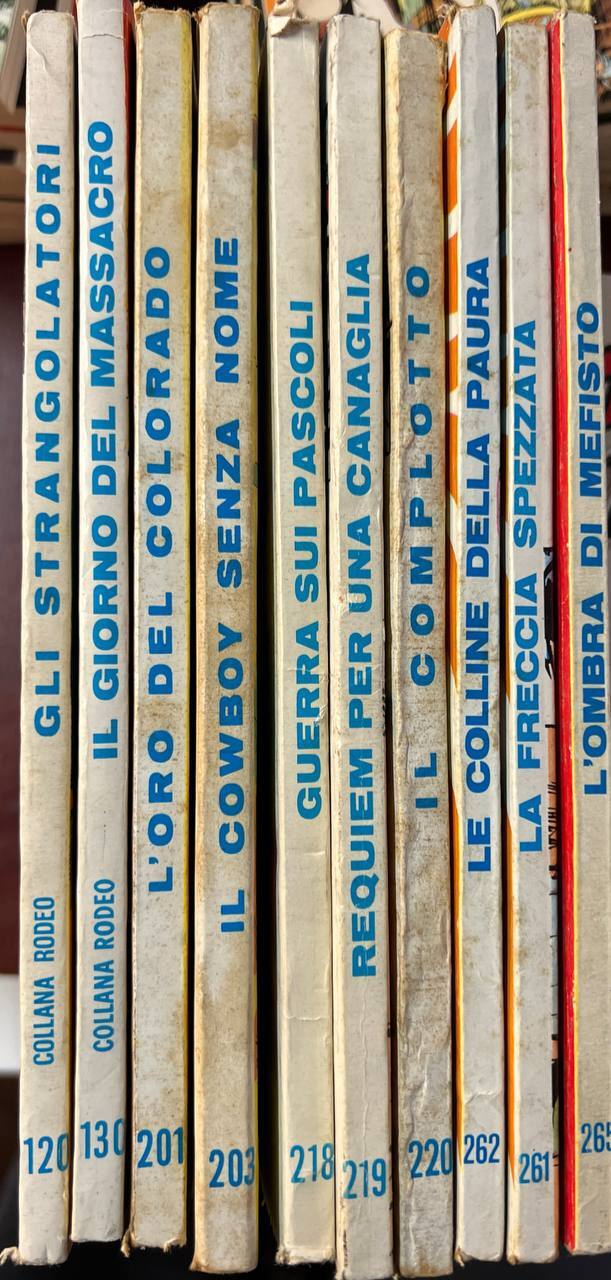 GLI STRANGOLATORI
COLLANA RODEO
120
IL GIORNO DEL MASSACRO
COLLANA RODEO
130
L'ORO DEL COLORADO
201
IL COWBOY SENZA NOME
203
GUERRA SUI PASCOLI
218
REQUIEM PER UNA CANAGLIA
219
IL COMPLOTTO
220
LE COLLINE DELLA PAURA
262
LA FRECCIA SPEZZATA
261
L'OMBRA DI MEFISTO
265